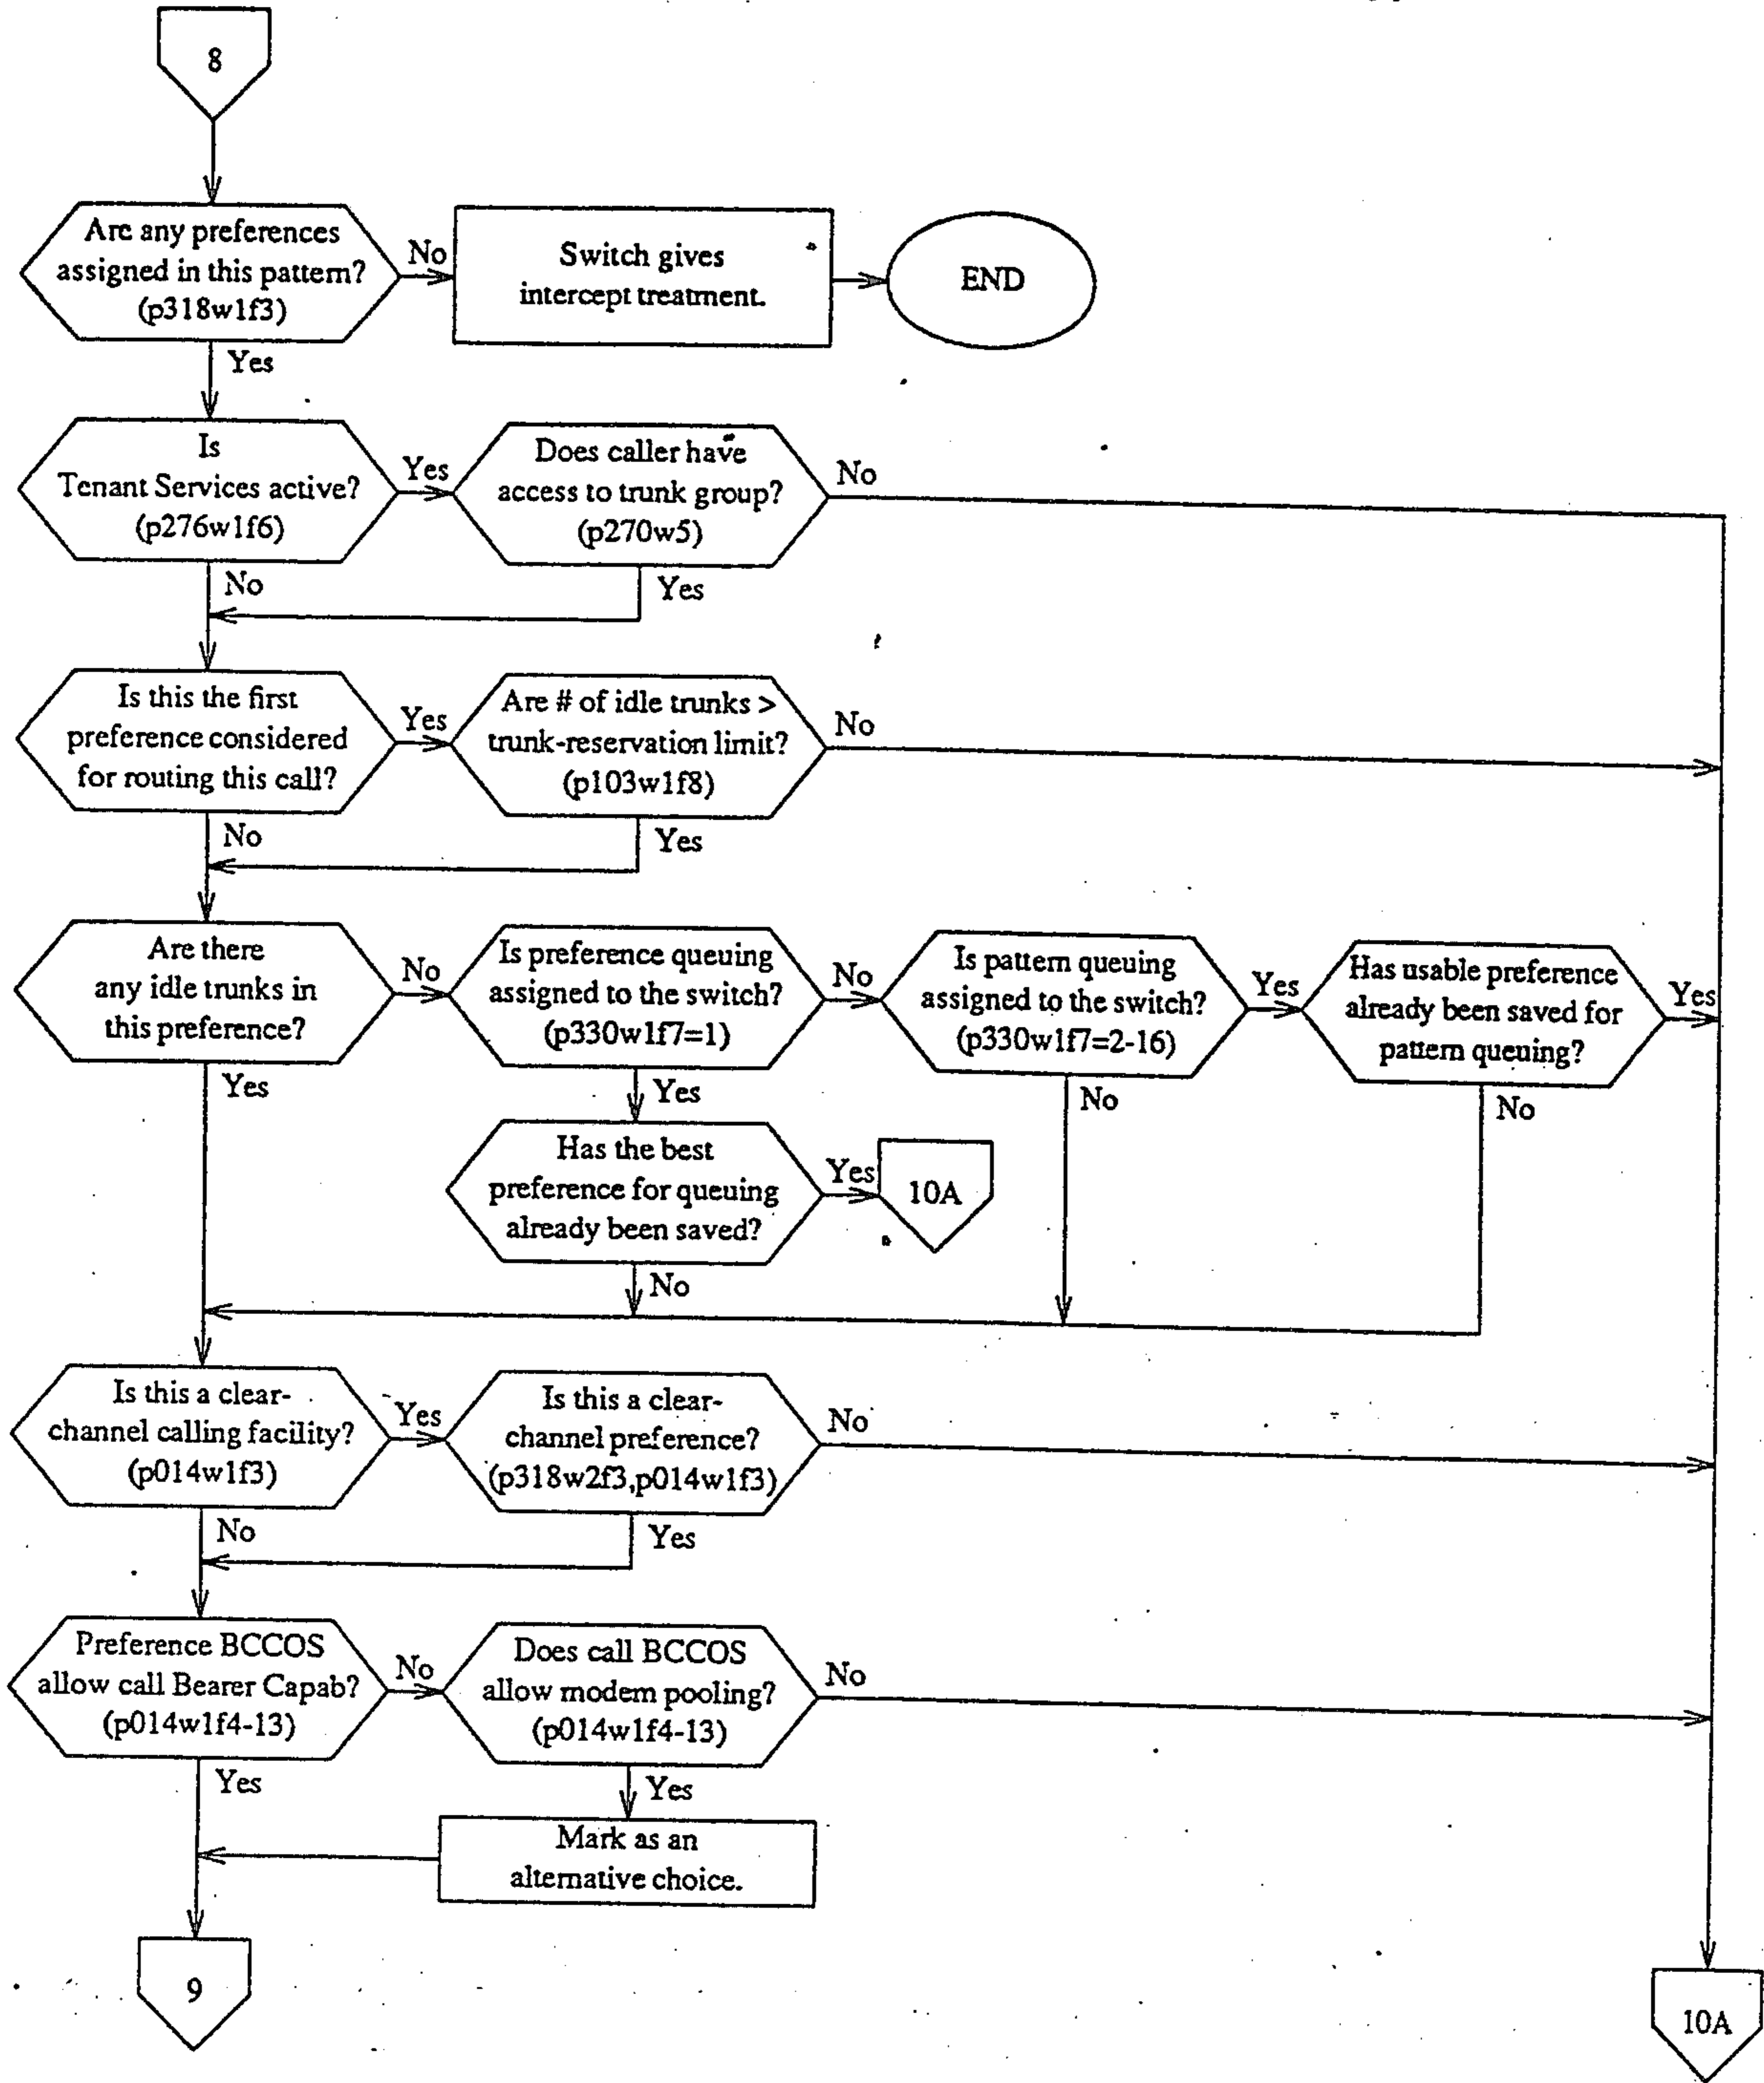 8
Are any preferences
assigned in this pattern?
(p318w1f3)
No
Switch gives
intercept treatment.
END
Yes
Is
Tenant Services active?
(p276w1f6)
Yes
Does caller have
access to trunk group?
(p270w5)
No
No
Yes
Is this the first
preference considered
for routing this call?
Yes
Are # of idle trunks >
trunk-reservation limit?
(p103w1f8)
No
No
Yes
Are there
any idle trunks in
this preference?
No
Is preference queuing
assigned to the switch?
(p330w1f7=1)
No
Is pattern queuing
assigned to the switch?
(p330w1f7=2-16)
Yes
Has usable preference
already been saved for
pattern queuing?
Yes
Yes
Yes
No
No
Has the best
preference for queuing
already been saved?
Yes
10A
No
Is this a clear-
channel calling facility?
(p014w1f3)
Yes
Is this a clear-
channel preference?
(p318w2f3,p014w1f3)
No
No
Yes
Preference BCCOS
allow call Bearer Capab?
(p014w1f4-13)
No
Does call BCCOS
allow modem pooling?
(p014w1f4-13)
No
Yes
Yes
Mark as an
alternative choice.
9
10A